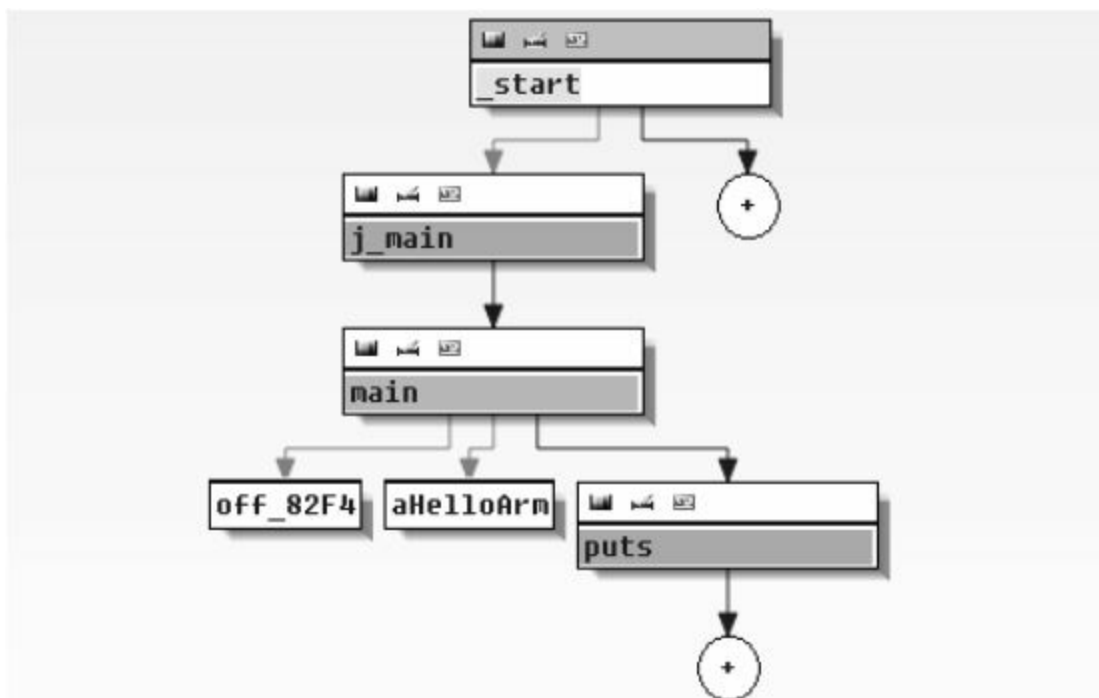 _start
+
j_main
main
off_82F4
aHelloArm
puts
+